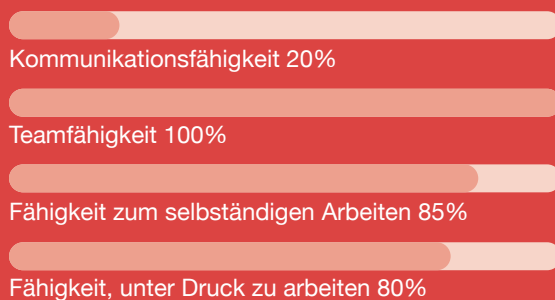 Kommunikationsfähigkeit 20%
Teamfähigkeit 100%
Fähigkeit zum selbständigen Arbeiten 85%
Fähigkeit, unter Druck zu arbeiten 80%